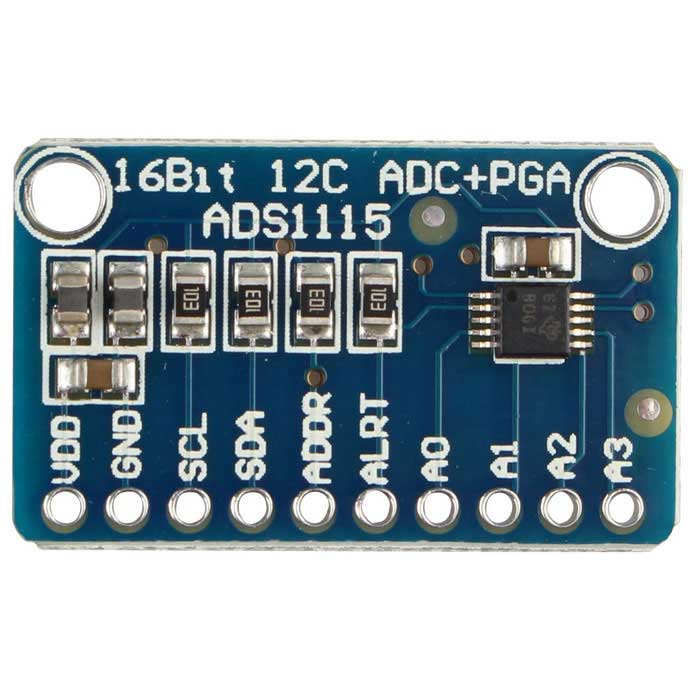 16Bit I2C ADC+PGA
ADS1115
103
103
103
103
VDD
GND
SCL
SDA
ADDR
ALRT
A0
A1
A2
A3